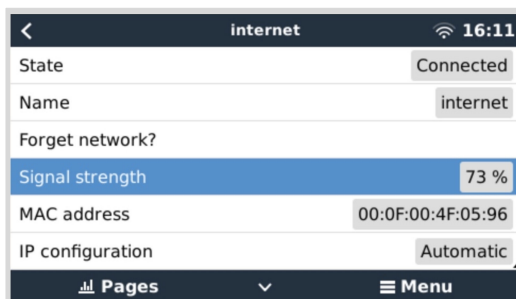 internet 16:11
State Connected
Name internet
Forget network?
Signal strength 73 %
MAC address 00:0F:00:4F:05:96
IP configuration Automatic
Pages Menu